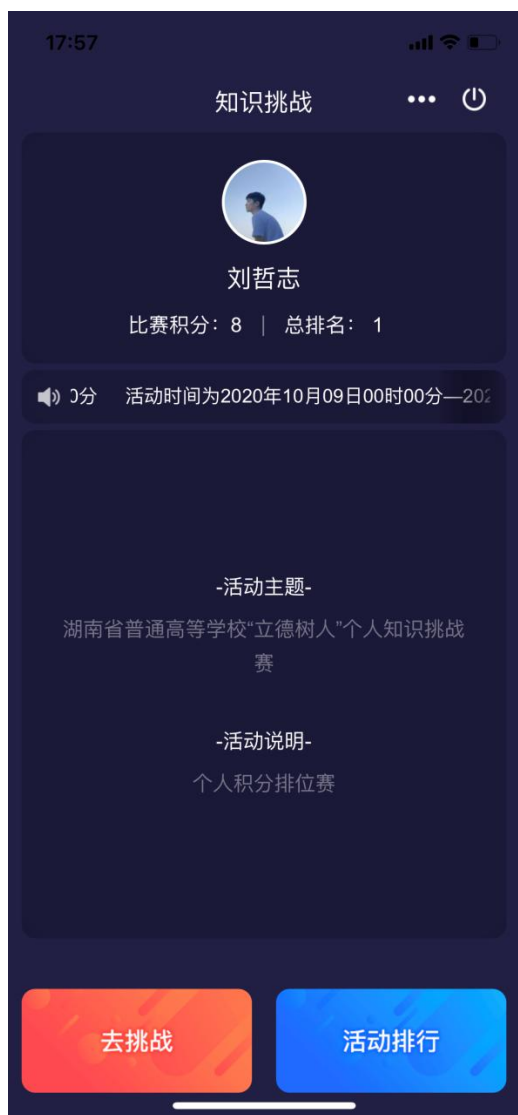 17:57
知识挑战
刘哲志
比赛积分：8 | 总排名： 1
0分 活动时间为2020年10月09日00时00分—202
-活动主题-
湖南省普通高等学校“立德树人”个人知识挑战
赛
-活动说明-
个人积分排位赛
去挑战
活动排行